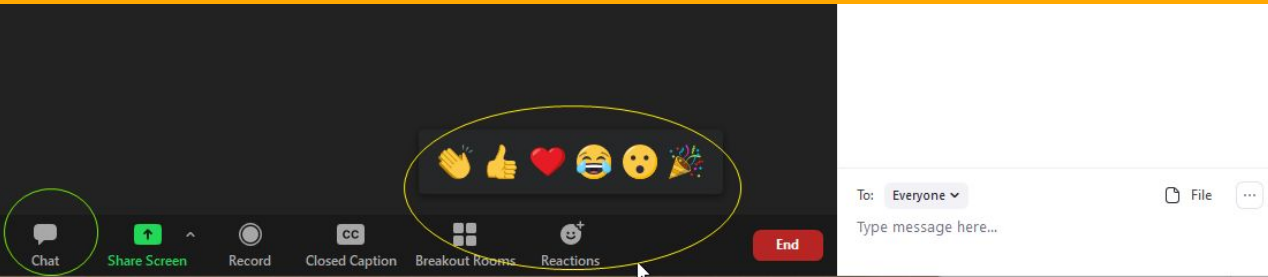 Chat
Share Screen
Record
CC
Closed Caption
Breakout Rooms
Reactions
End
To: Everyone
File
Type message here...